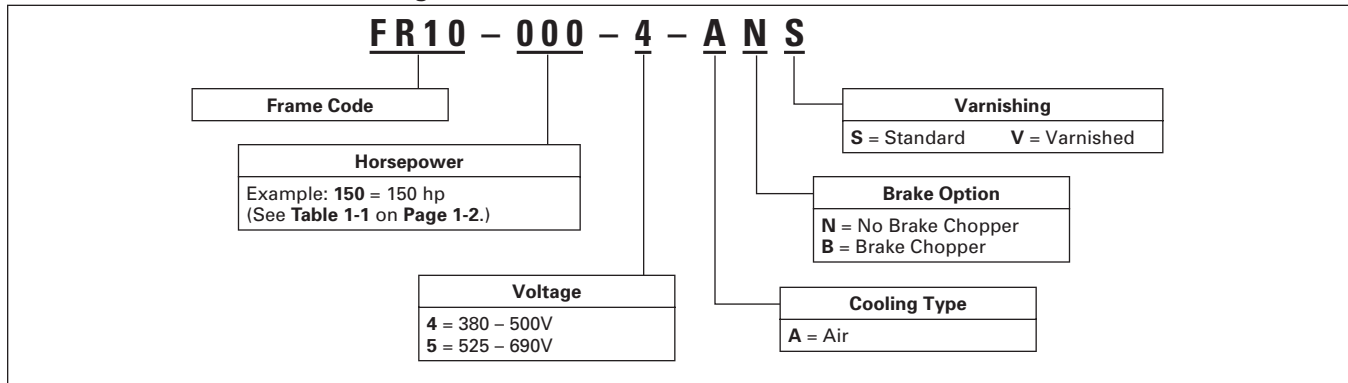 FR10 – 000 – 4 – A N S
Frame Code
Horsepower
Example: 150 = 150 hp
(See Table 1-1 on Page 1-2.)
Voltage
4 = 380 – 500V
5 = 525 – 690V
Varnishing
S = Standard V = Varnished
Brake Option
N = No Brake Chopper
B = Brake Chopper
Cooling Type
A = Air